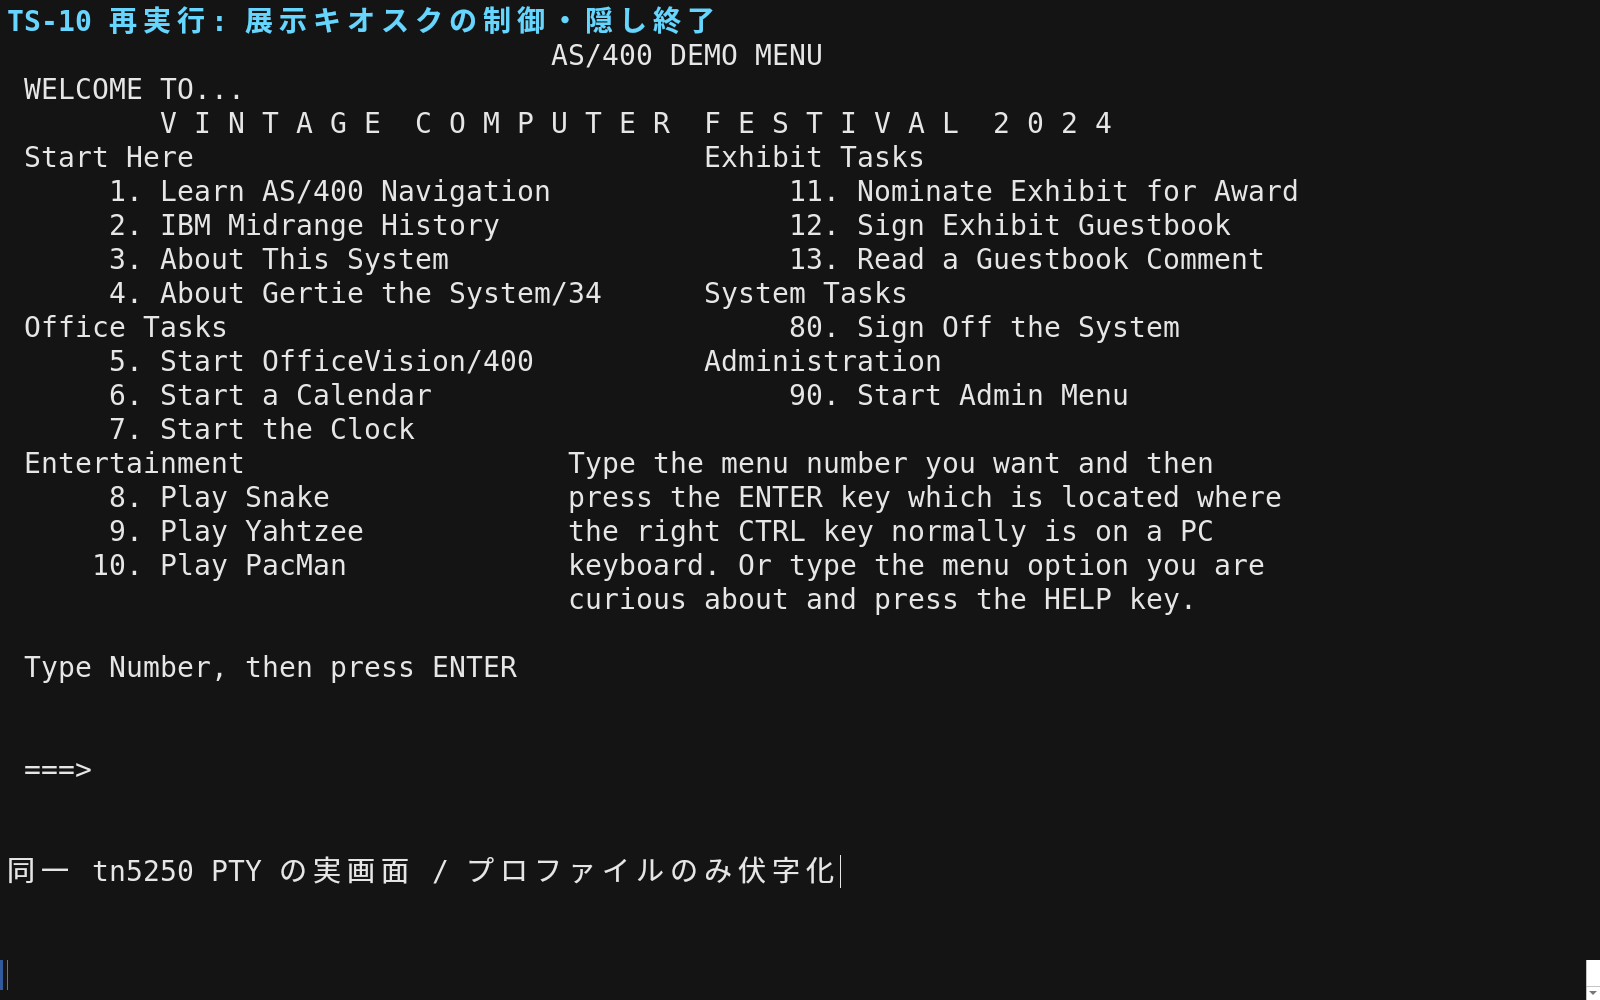 TS-10 再実行: 展示キオスクの制御・隠し終了
AS/400 DEMO MENU
WELCOME TO...
V I N T A G E  C O M P U T E R  F E S T I V A L  2 0 2 4
Start Here                              Exhibit Tasks
1. Learn AS/400 Navigation              11. Nominate Exhibit for Award
2. IBM Midrange History                 12. Sign Exhibit Guestbook
3. About This System                    13. Read a Guestbook Comment
4. About Gertie the System/34      System Tasks
Office Tasks                                 80. Sign Off the System
5. Start OfficeVision/400          Administration
6. Start a Calendar                     90. Start Admin Menu
7. Start the Clock
Entertainment                   Type the menu number you want and then
8. Play Snake              press the ENTER key which is located where
9. Play Yahtzee            the right CTRL key normally is on a PC
10. Play PacMan             keyboard. Or type the menu option you are
curious about and press the HELP key.
Type Number, then press ENTER
===>
同一 tn5250 PTY の実画面 / プロファイルのみ伏字化